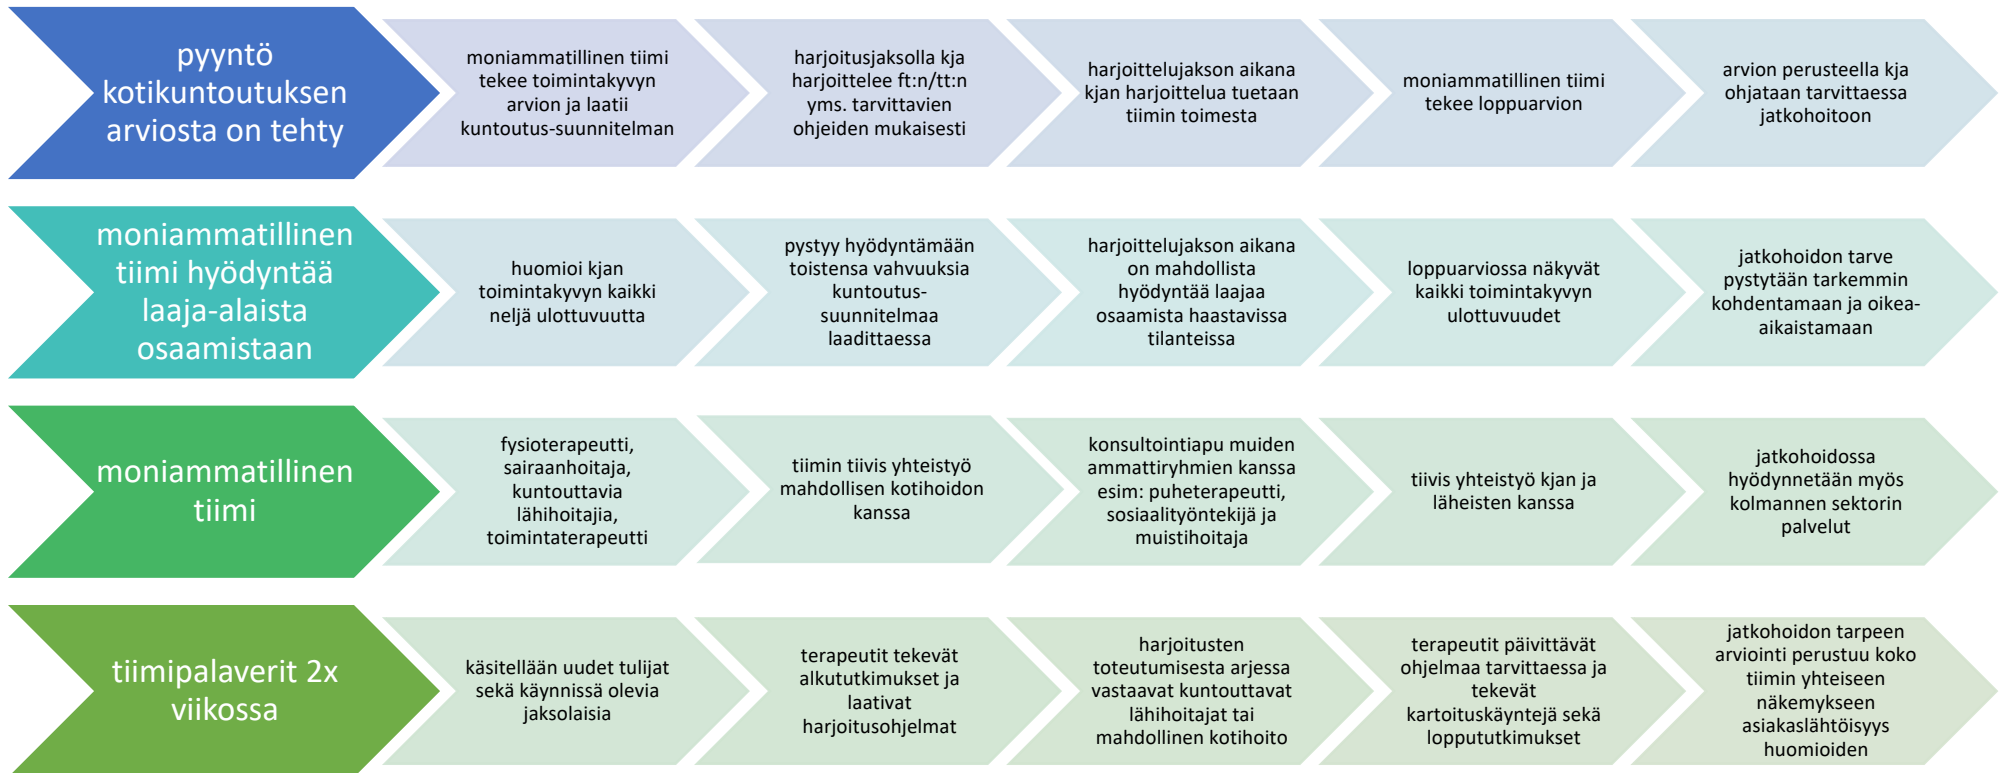 pyyntö
kotikuntoutuksen
arviosta on tehty
moniammatillinen tiimi
tekee toimintakyvyn
arvion ja laatii
kuntoutus-suunnitelman
harjoitusjaksolla kja
harjoittelee ft:n/tt:n
yms. tarvittavien
ohjeiden mukaisesti
harjoittelujakson aikana
kjan harjoittelua tuetaan
tiimin toimesta
moniammatillinen tiimi
tekee loppuarvion
arvion perusteella kja
ohjataan tarvittaessa
jatkohoitoon
moniammatillinen
tiimi hyödyntää
laaja-alaista
osaamistaan
huomioi kjan
toimintakyvyn kaikki
neljä ulottuvuutta
pystyy hyödyntämään
toistensa vahvuuksia
kuntoutus-
suunnitelmaa
laadittaessa
harjoittelujakson aikana
on mahdollista
hyödyntää laajaa
osaamista haastavissa
tilanteissa
loppuarviossa näkyvät
kaikki toimintakyvyn
ulottuvuudet
jatkohoidon tarve
pystytään tarkemmin
kohdentamaan ja oikea-
aikaistamaan
moniammatillinen
tiimi
fysioterapeutti,
sairaanhoitaja,
kuntouttavia
lähihoitajia,
toimintaterapeutti
tiimin tiivis yhteistyö
mahdollisen kotihoidon
kanssa
konsultointiapu muiden
ammattiryhmien kanssa
esim: puheterapeutti,
sosiaalityöntekijä ja
muistihoitaja
tiivis yhteistyö kjan ja
läheisten kanssa
jatkohoidossa
hyödynnetään myös
kolmannen sektorin
palvelut
tiimipalaverit 2x
viikossa
käsitellään uudet tulijat
sekä käynnissä olevia
jaksolaisia
terapeutit tekevät
alkututkimukset ja
laativat
harjoitusohjelmat
harjoitusten
toteutumisesta arjessa
vastaavat kuntouttavat
lähihoitajat tai
mahdollinen kotihoito
terapeutit päivittävät
ohjelmaa tarvittaessa ja
tekevät
kartoituskäyntejä sekä
loppututkimukset
jatkohoidon tarpeen
arviointi perustuu koko
tiimin yhteiseen
näkemykseen
asiakaslähtöisyys
huomioiden